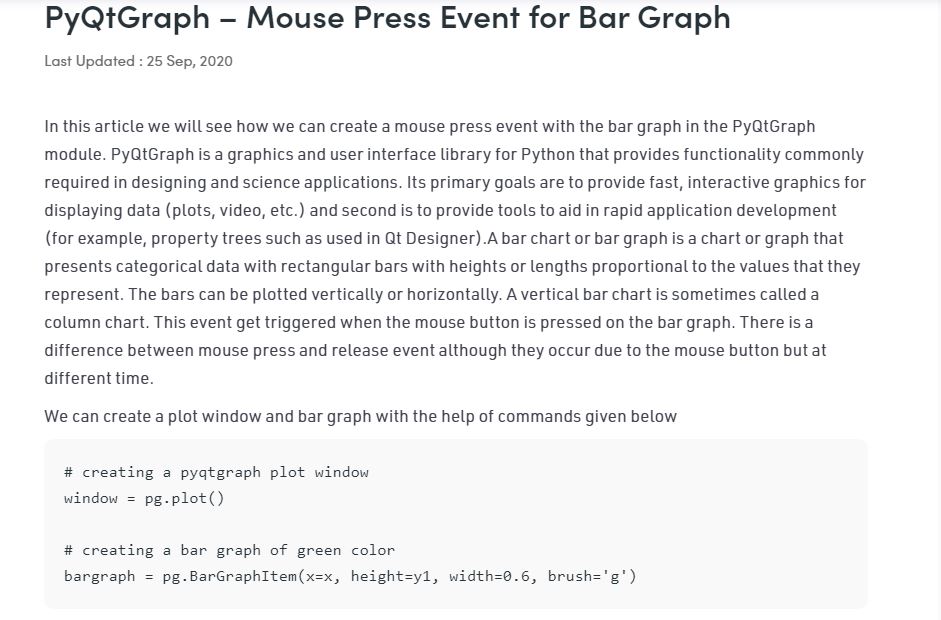 PyQtGraph – Mouse Press Event for Bar Graph
Last Updated : 25 Sep, 2020
In this article we will see how we can create a mouse press event with the bar graph in the PyQtGraph
module. PyQtGraph is a graphics and user interface library for Python that provides functionality commonly
required in designing and science applications. Its primary goals are to provide fast, interactive graphics for
displaying data (plots, video, etc.) and second is to provide tools to aid in rapid application development
(for example, property trees such as used in Qt Designer).A bar chart or bar graph is a chart or graph that
presents categorical data with rectangular bars with heights or lengths proportional to the values that they
represent. The bars can be plotted vertically or horizontally. A vertical bar chart is sometimes called a
column chart. This event get triggered when the mouse button is pressed on the bar graph. There is a
difference between mouse press and release event although they occur due to the mouse button but at
different time.
We can create a plot window and bar graph with the help of commands given below
# creating a pyqtgraph plot window
window = pg.plot()
# creating a bar graph of green color
bargraph = pg.BarGraphItem(x=x, height=y1, width=0.6, brush='g')